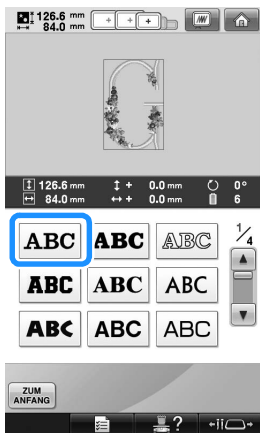 126.6 mm
84.0 mm
126.6 mm + 0.0 mm 0°
84.0 mm + 0.0 mm 6
ABC ABC ABC 1/4
ABC ABC ABC
ABC ABC ABC
ZUM
ANFANG
?